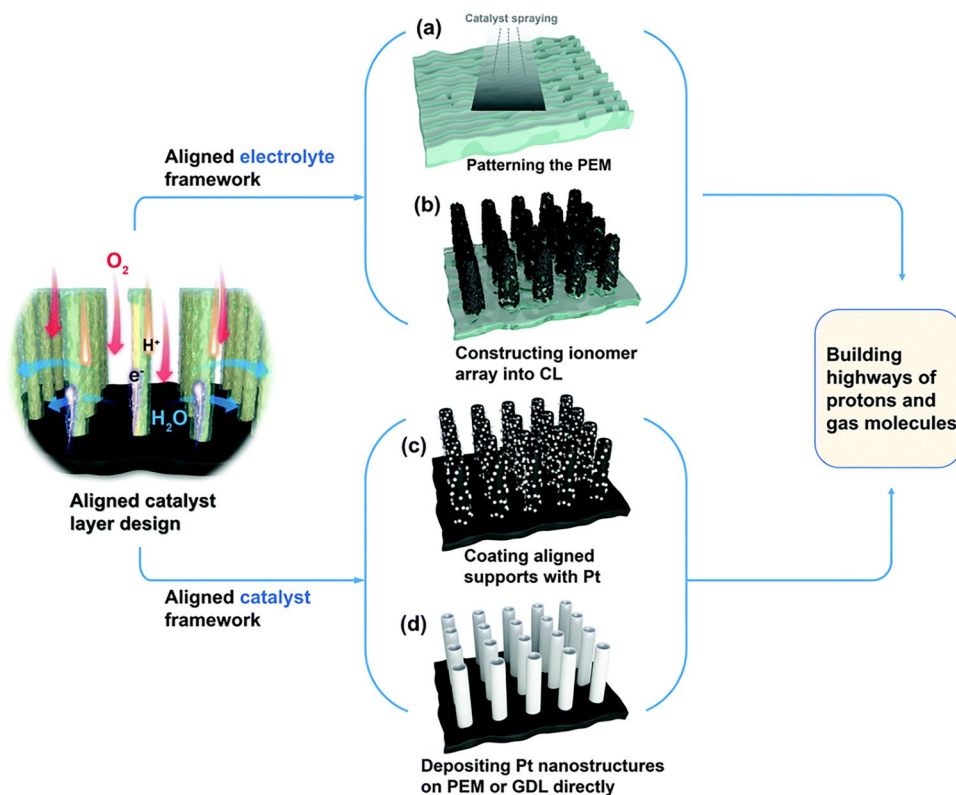 (a)
Catalyst spraying
Patterning the PEM
Aligned electrolyte
framework
(b)
Constructing ionomer
array into CL
O2
H+
e-
H2O
Aligned catalyst
layer design
Building
highways of
protons and
gas molecules
(c)
Coating aligned
supports with Pt
Aligned catalyst
framework
(d)
Depositing Pt nanostructures
on PEM or GDL directly